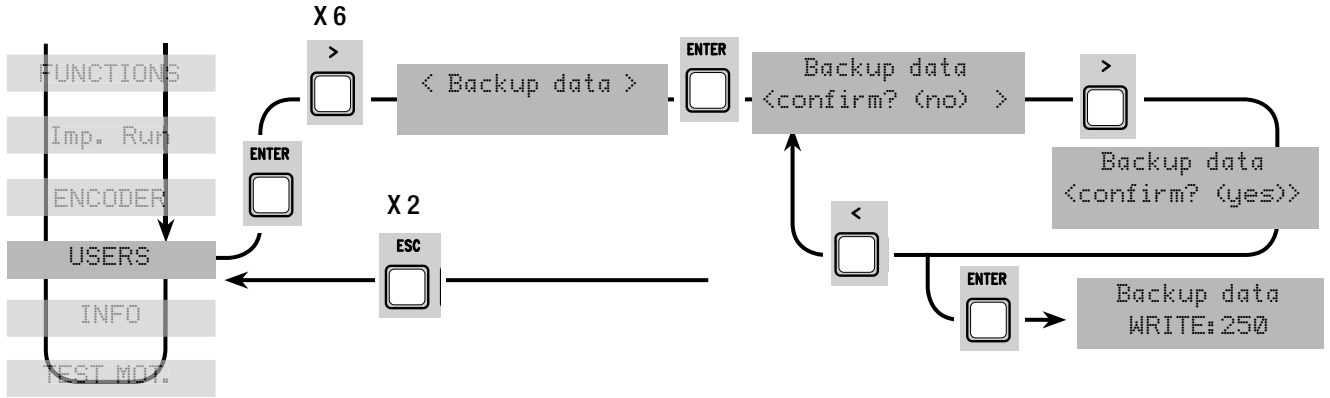 X 6
>
< Backup data >
ENTER
Backup data
<confirm? (no) >
>
FUNCTIONS
Imp. Run
ENCODER
USERS
INFO
TEST MOT.
ENTER
X 2
ESC
Backup data
<confirm? (yes)>
<
ENTER
Backup data
WRITE:250